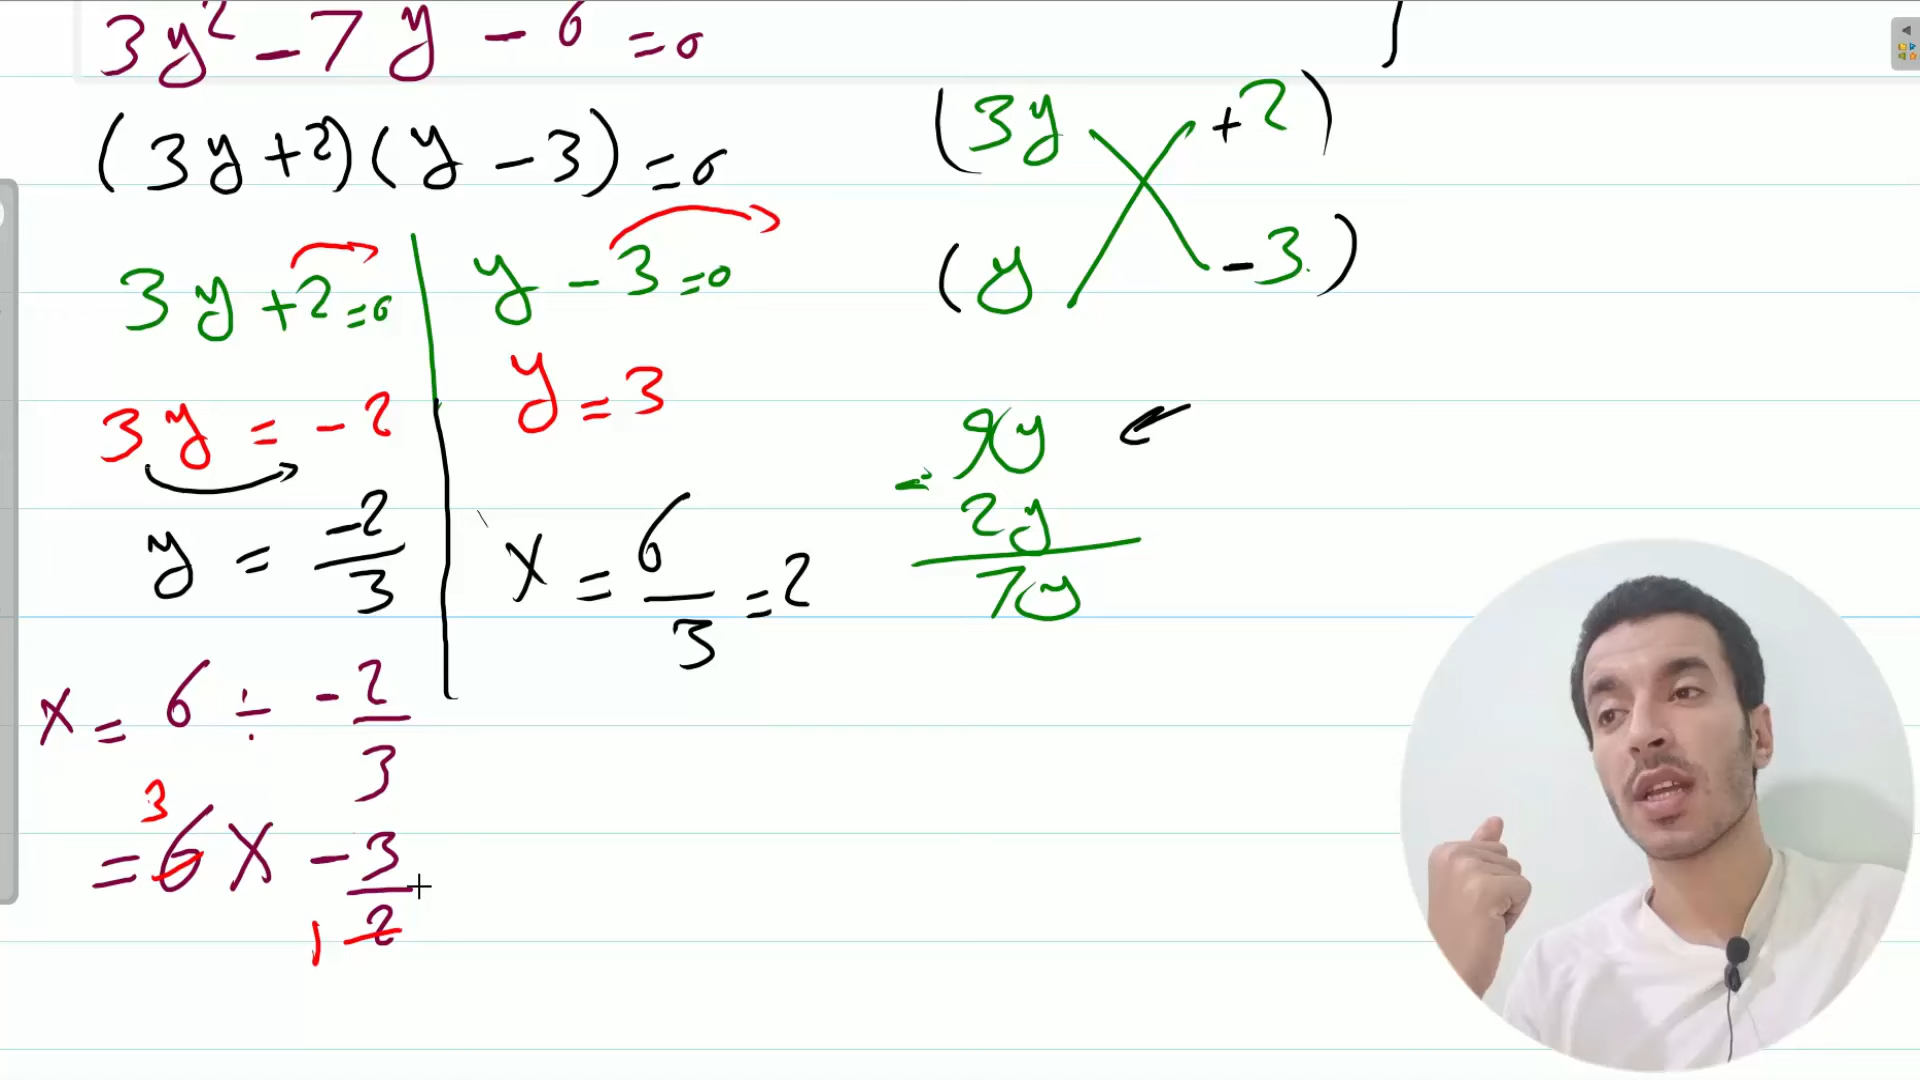 3y² - 7y - 6 = 0
(3y + 2)(y - 3) = 0
3y + 2 = 0
3y = -2
y = -2/3
x = 6 ÷ -2/3
3
= 6 x -3/2
1
y - 3 = 0
y = 3
x = 6/3 = 2
(3y +2)
(y -3)
9y
- 2y
7y